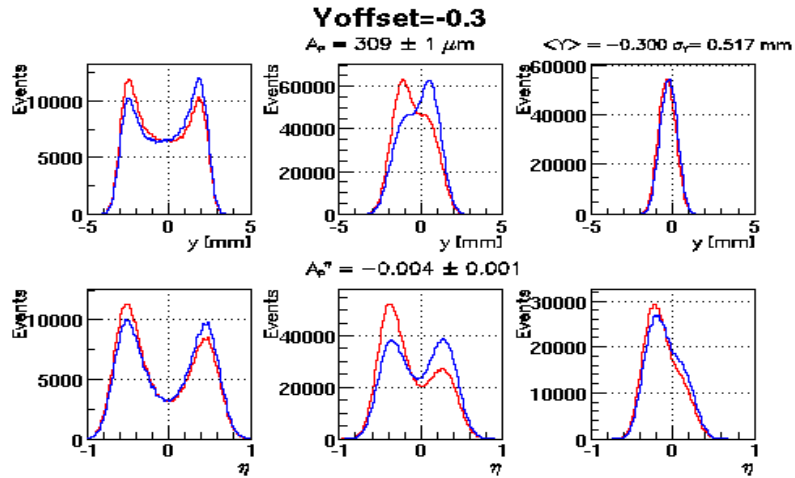 Yoffset=-0.3
Aₚ = 309 ± 1 μm
<Y> = -0.300 σᵧ= 0.517 mm
Events
10000
5000
0
-5 0 5
y [mm]
Events
60000
40000
20000
0
-5 0 5
y [mm]
Events
60000
40000
20000
0
-5 0 5
y [mm]
Aₚη = -0.004 ± 0.001
Events
10000
5000
0
-1 0 1
η
Events
40000
20000
0
-1 0 1
η
Events
30000
20000
10000
0
-1 0 1
η